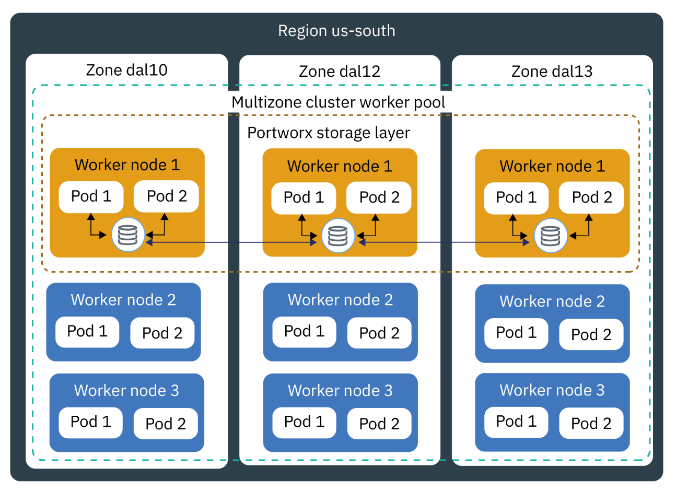 Region us-south
Zone dal10
Zone dal12
Zone dal13
Multizone cluster worker pool
Portworx storage layer
Worker node 1
Pod 1
Pod 2
Worker node 1
Pod 1
Pod 2
Worker node 1
Pod 1
Pod 2
Worker node 2
Pod 1
Pod 2
Worker node 2
Pod 1
Pod 2
Worker node 2
Pod 1
Pod 2
Worker node 3
Pod 1
Pod 2
Worker node 3
Pod 1
Pod 2
Worker node 3
Pod 1
Pod 2